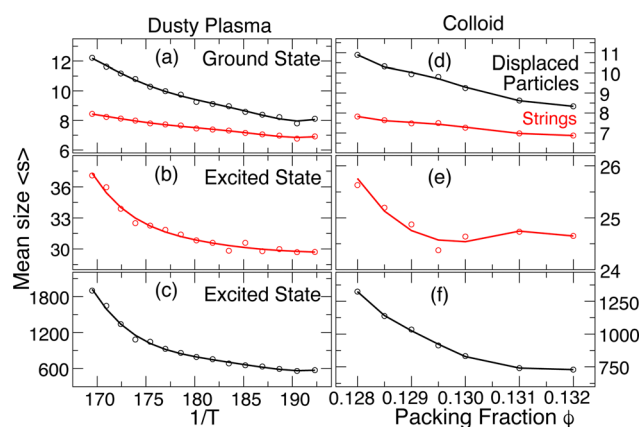 Dusty Plasma Colloid
(a) Ground State
(d) Displaced
Particles
Strings
12
10
8
6
11
10
9
8
7
Mean size <s>
(b) Excited State
(e)
36
33
30
26
25
24
(c) Excited State
(f)
1800
1200
600
1250
1000
750
170 175 180 185 190
0.128 0.129 0.130 0.131 0.132
1/T
Packing Fraction ϕ